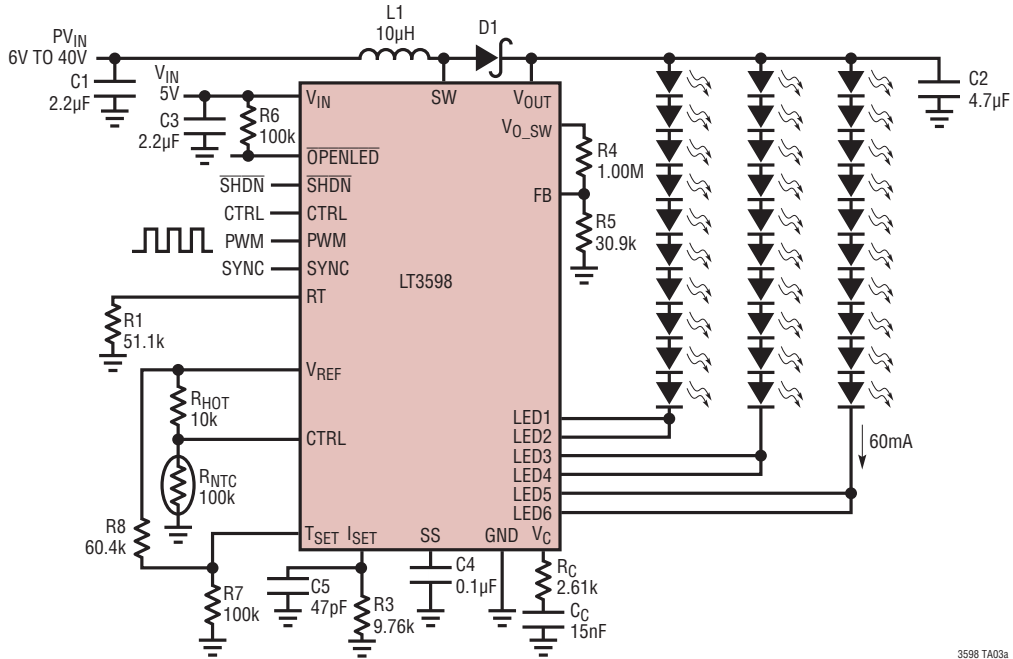 L1
10µH
D1
PVIN
6V TO 40V
C1
2.2µF
VIN
5V
C3
2.2µF
R6
100k
VIN
SW
VOUT
VO_SW
C2
4.7µF
R4
1.00M
OPENLED
SHDN
SHDN
FB
CTRL
CTRL
R5
30.9k
PWM
PWM
SYNC
SYNC
LT3598
RT
R1
51.1k
VREF
RHOT
10k
CTRL
LED1
LED2
LED3
LED4
LED5
LED6
60mA
RNTC
100k
R8
60.4k
TSET
ISET
SS
GND
VC
C5
47pF
C4
0.1µF
RC
2.61k
R7
100k
R3
9.76k
CC
15nF
3598 TA03a